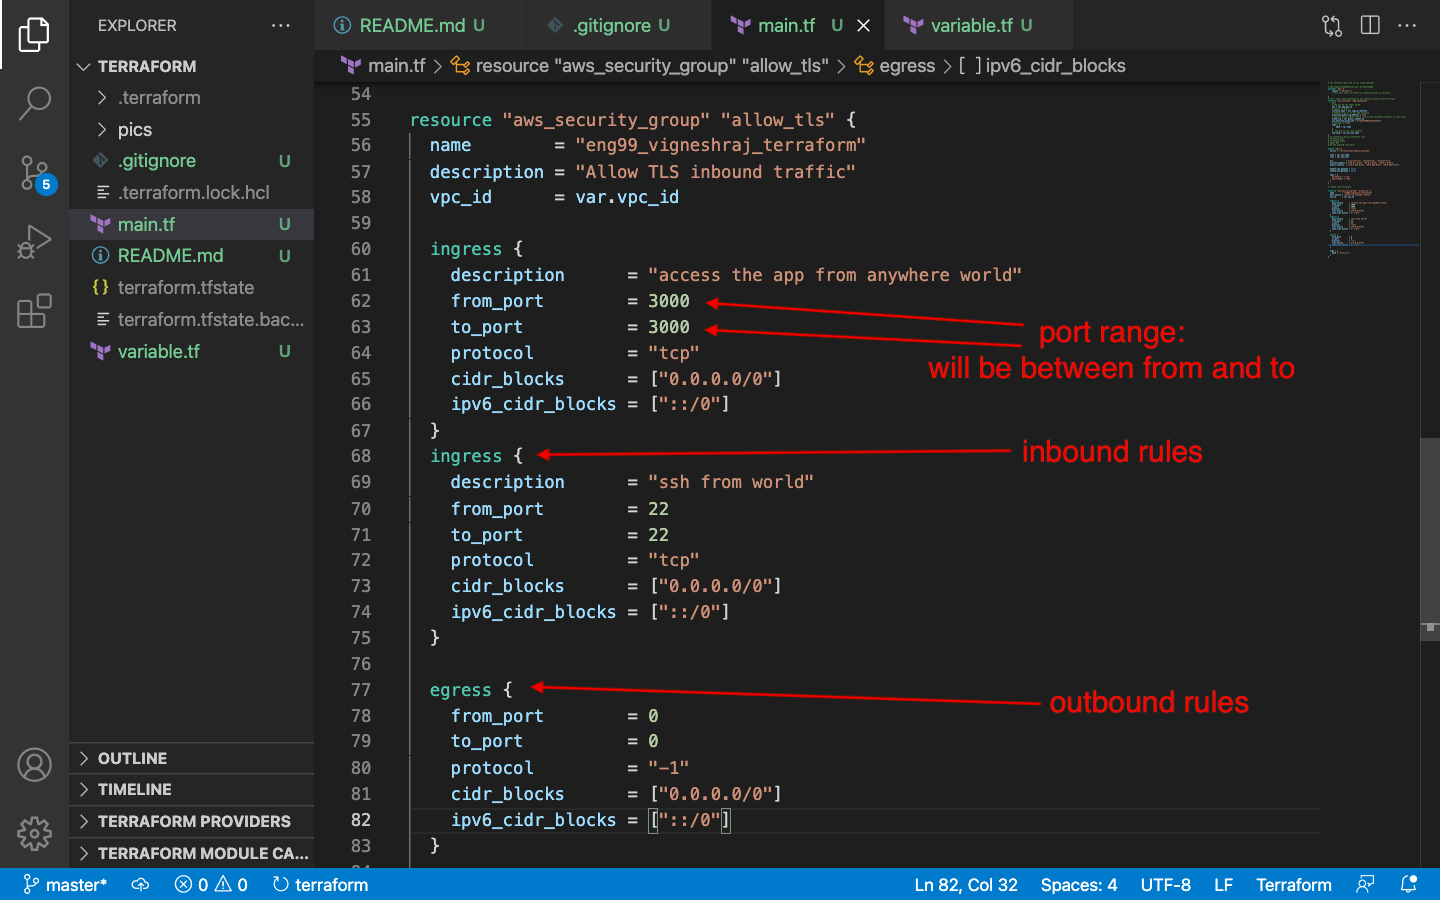 EXPLORER
README.md U
.gitignore U
main.tf U
variable.tf U
TERRAFORM
.terraform
pics
.gitignore U
.terraform.lock.hcl
main.tf U
README.md U
terraform.tfstate
terraform.tfstate.bac...
variable.tf U
OUTLINE
TIMELINE
TERRAFORM PROVIDERS
TERRAFORM MODULE CA...
5
main.tf > resource "aws_security_group" "allow_tls" > egress > [ ] ipv6_cidr_blocks
54
55 resource "aws_security_group" "allow_tls" {
56 name = "eng99_vigneshraj_terraform"
57 description = "Allow TLS inbound traffic"
58 vpc_id = var.vpc_id
59
60 ingress {
61 description = "access the app from anywhere world"
62 from_port = 3000
63 to_port = 3000
64 protocol = "tcp"
65 cidr_blocks = ["0.0.0.0/0"]
66 ipv6_cidr_blocks = ["::/0"]
67 }
68 ingress {
69 description = "ssh from world"
70 from_port = 22
71 to_port = 22
72 protocol = "tcp"
73 cidr_blocks = ["0.0.0.0/0"]
74 ipv6_cidr_blocks = ["::/0"]
75 }
76
77 egress {
78 from_port = 0
79 to_port = 0
80 protocol = "-1"
81 cidr_blocks = ["0.0.0.0/0"]
82 ipv6_cidr_blocks = ["::/0"]
83 }
port range:
will be between from and to
inbound rules
outbound rules
master* 0 0 terraform Ln 82, Col 32 Spaces: 4 UTF-8 LF Terraform